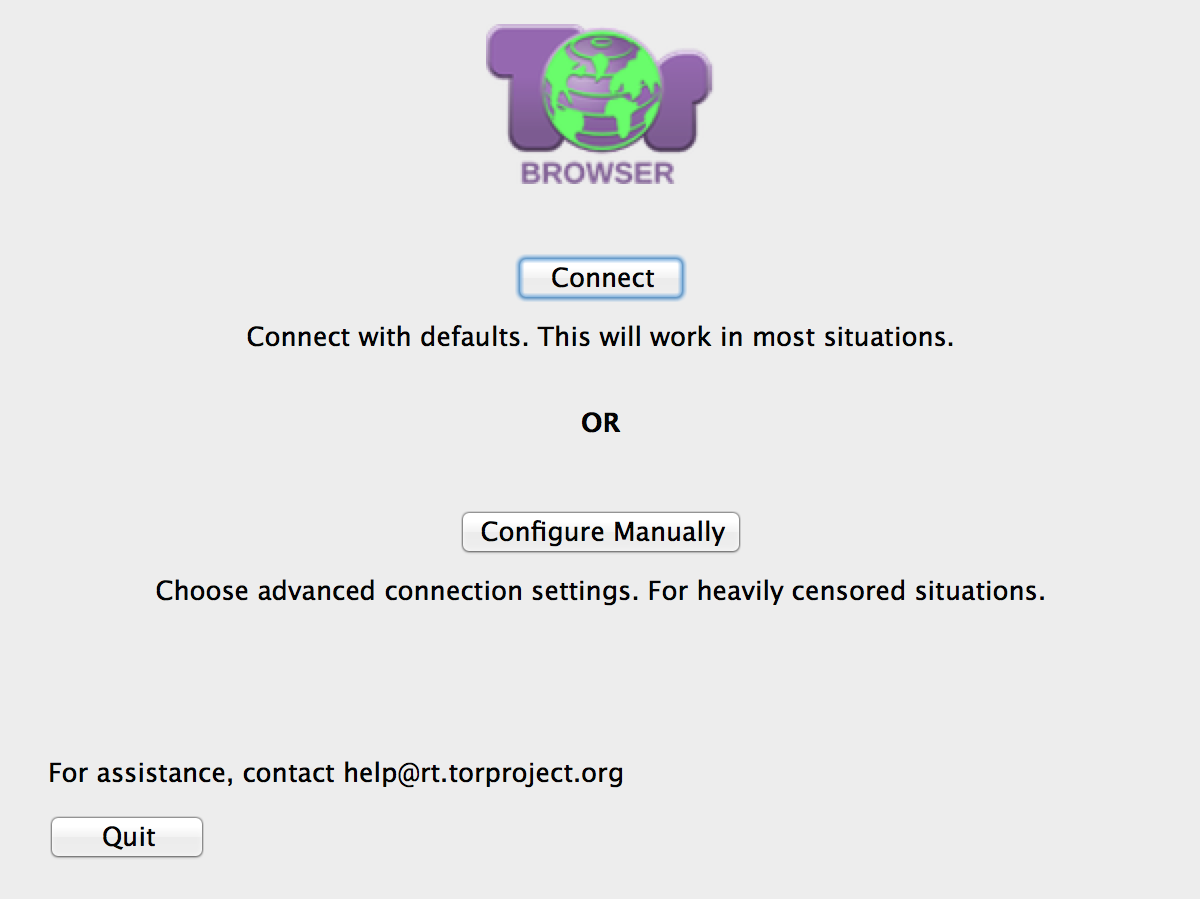 Tor
BROWSER
Connect
Connect with defaults. This will work in most situations.
OR
Configure Manually
Choose advanced connection settings. For heavily censored situations.
For assistance, contact help@rt.torproject.org
Quit